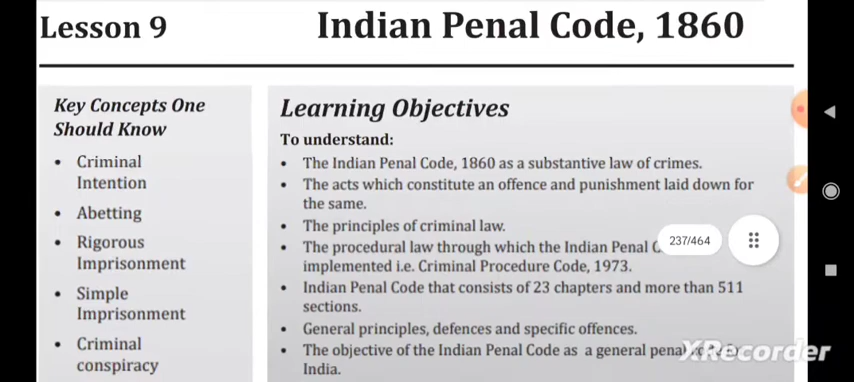 Lesson 9
Indian Penal Code, 1860
Key Concepts One
Should Know
• Criminal
Intention
• Abetting
• Rigorous
Imprisonment
• Simple
Imprisonment
• Criminal
conspiracy
Learning Objectives
To understand:
• The Indian Penal Code, 1860 as a substantive law of crimes.
• The acts which constitute an offence and punishment laid down for
the same.
• The principles of criminal law.
• The procedural law through which the Indian Penal
implemented i.e. Criminal Procedure Code, 1973.
• Indian Penal Code that consists of 23 chapters and more than 511
sections.
• General principles, defences and specific offences.
• The objective of the Indian Penal Code as a general penal
India.
237/464
XRecorder